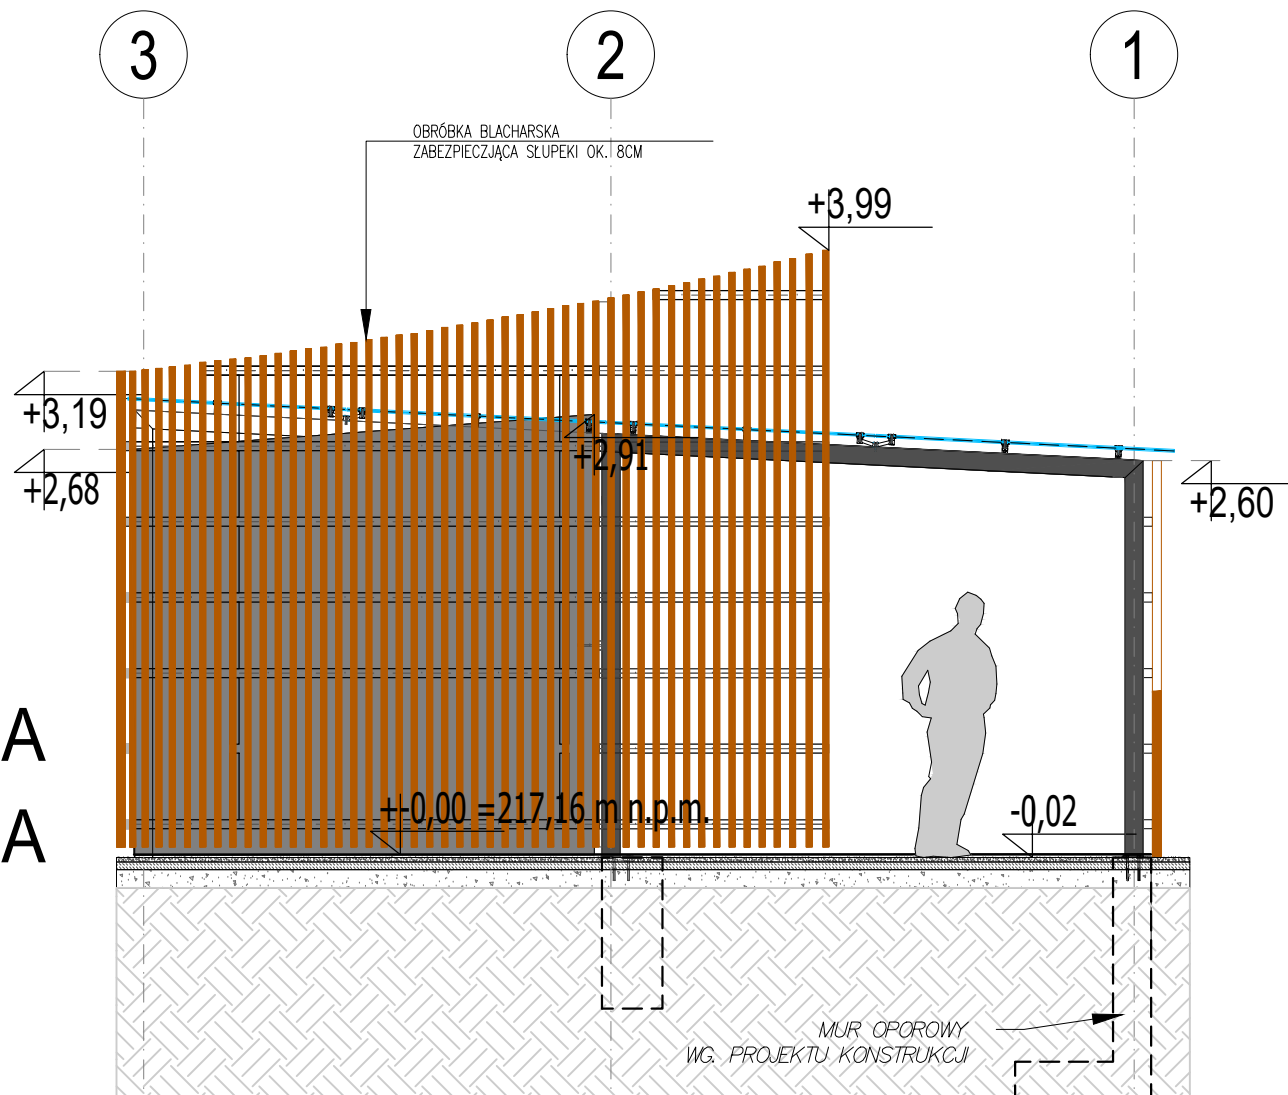 3
2
1
OBRÓBKA BLACHARSKA
ZABEZPIECZJĄCA SŁUPEKI OK. 8CM
+3,99
+3,19
+2,91
+2,68
+2,60
A
+-0,00 =217,16 m n.p.m.
-0,02
A
MUR OPOROWY
WG. PROJEKTU KONSTRUKCJI